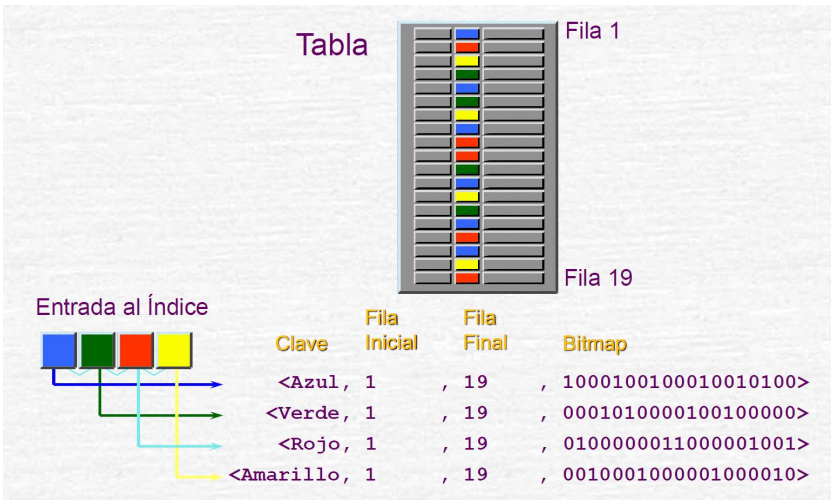 Tabla
Fila 1
Fila 19
Entrada al Índice
Clave Fila Inicial Fila Final Bitmap
<Azul, 1 , 19 , 1000100100010010100>
<Verde, 1 , 19 , 0001010000100100000>
<Rojo, 1 , 19 , 0100000011000001001>
<Amarillo, 1 , 19 , 0010001000001000010>